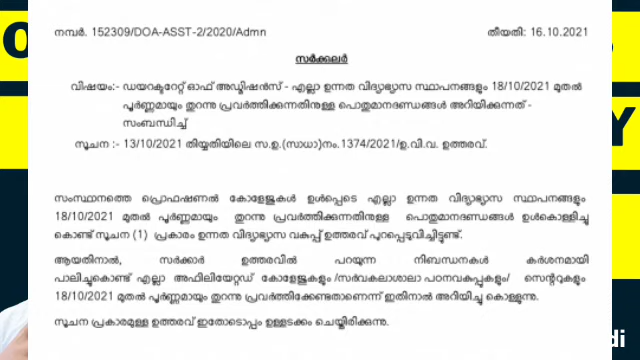 നമ്പർ. 152309/DOA-ASST-2/2020/Admn തീയതി: 16.10.2021
സർക്കുലർ
വിഷയം:- ഡയറക്ടറേറ്റ് ഓഫ് അഡ്മിഷൻസ് - എല്ലാ ഉന്നത വിദ്യാഭ്യാസ സ്ഥാപനങ്ങളും 18/10/2021 മുതൽ
പൂർണ്ണമായും തുറന്നു പ്രവർത്തിക്കുന്നതിനുള്ള പൊതുമാനദണ്ഡങ്ങൾ അറിയിക്കുന്നത് -
സംബന്ധിച്ച്
സൂചന :- 13/10/2021 തിയ്യതിയിലെ സ.ഉ.(സാധാ)നം.1374/2021/ഉ.വി.വ. ഉത്തരവ്.
സംസ്ഥാനത്തെ പ്രൊഫഷണൽ കോളേജുകൾ ഉൾപ്പെടെ എല്ലാ ഉന്നത വിദ്യാഭ്യാസ സ്ഥാപനങ്ങളും
18/10/2021 മുതൽ പൂർണ്ണമായും തുറന്നു പ്രവർത്തിക്കുന്നതിനുള്ള പൊതുമാനദണ്ഡങ്ങൾ ഉൾകൊള്ളിച്ചു
കൊണ്ട് സൂചന (1) പ്രകാരം ഉന്നത വിദ്യാഭ്യാസ വകുപ്പ് ഉത്തരവ് പുറപ്പെടുവിച്ചിട്ടുണ്ട്.
ആയതിനാൽ, സർക്കാർ ഉത്തരവിൽ പറയുന്ന നിബന്ധനകൾ കർശനമായി
പാലിച്ചുകൊണ്ട് എല്ലാ അഫിലിയേറ്റഡ് കോളേജുകളും /സർവകലാശാലാ പഠനവകുപ്പുകളും/ സെന്ററുകളും
18/10/2021 മുതൽ പൂർണ്ണമായും തുറന്നു പ്രവർത്തിക്കേണ്ടതാണെന്ന് ഇതിനാൽ അറിയിച്ചു കൊള്ളുന്നു.
സൂചന പ്രകാരമുള്ള ഉത്തരവ് ഇതോടൊപ്പം ഉള്ളടക്കം ചെയ്തിരിക്കുന്നു.